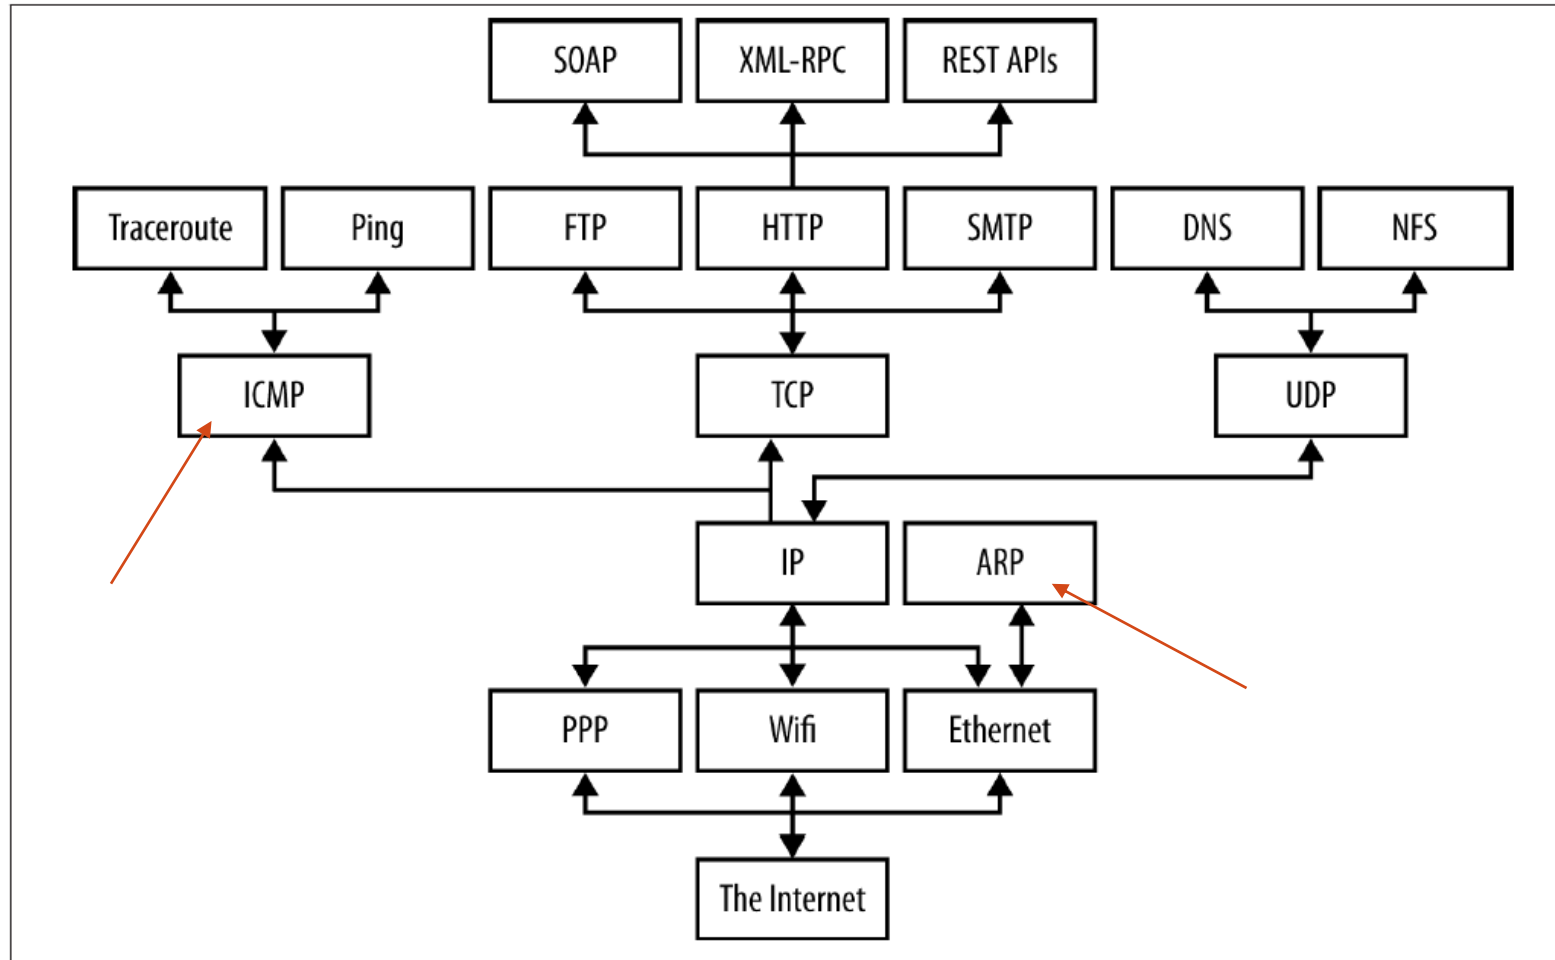 SOAP
XML-RPC
REST APIs
Traceroute
Ping
FTP
HTTP
SMTP
DNS
NFS
ICMP
TCP
UDP
IP
ARP
PPP
Wifi
Ethernet
The Internet